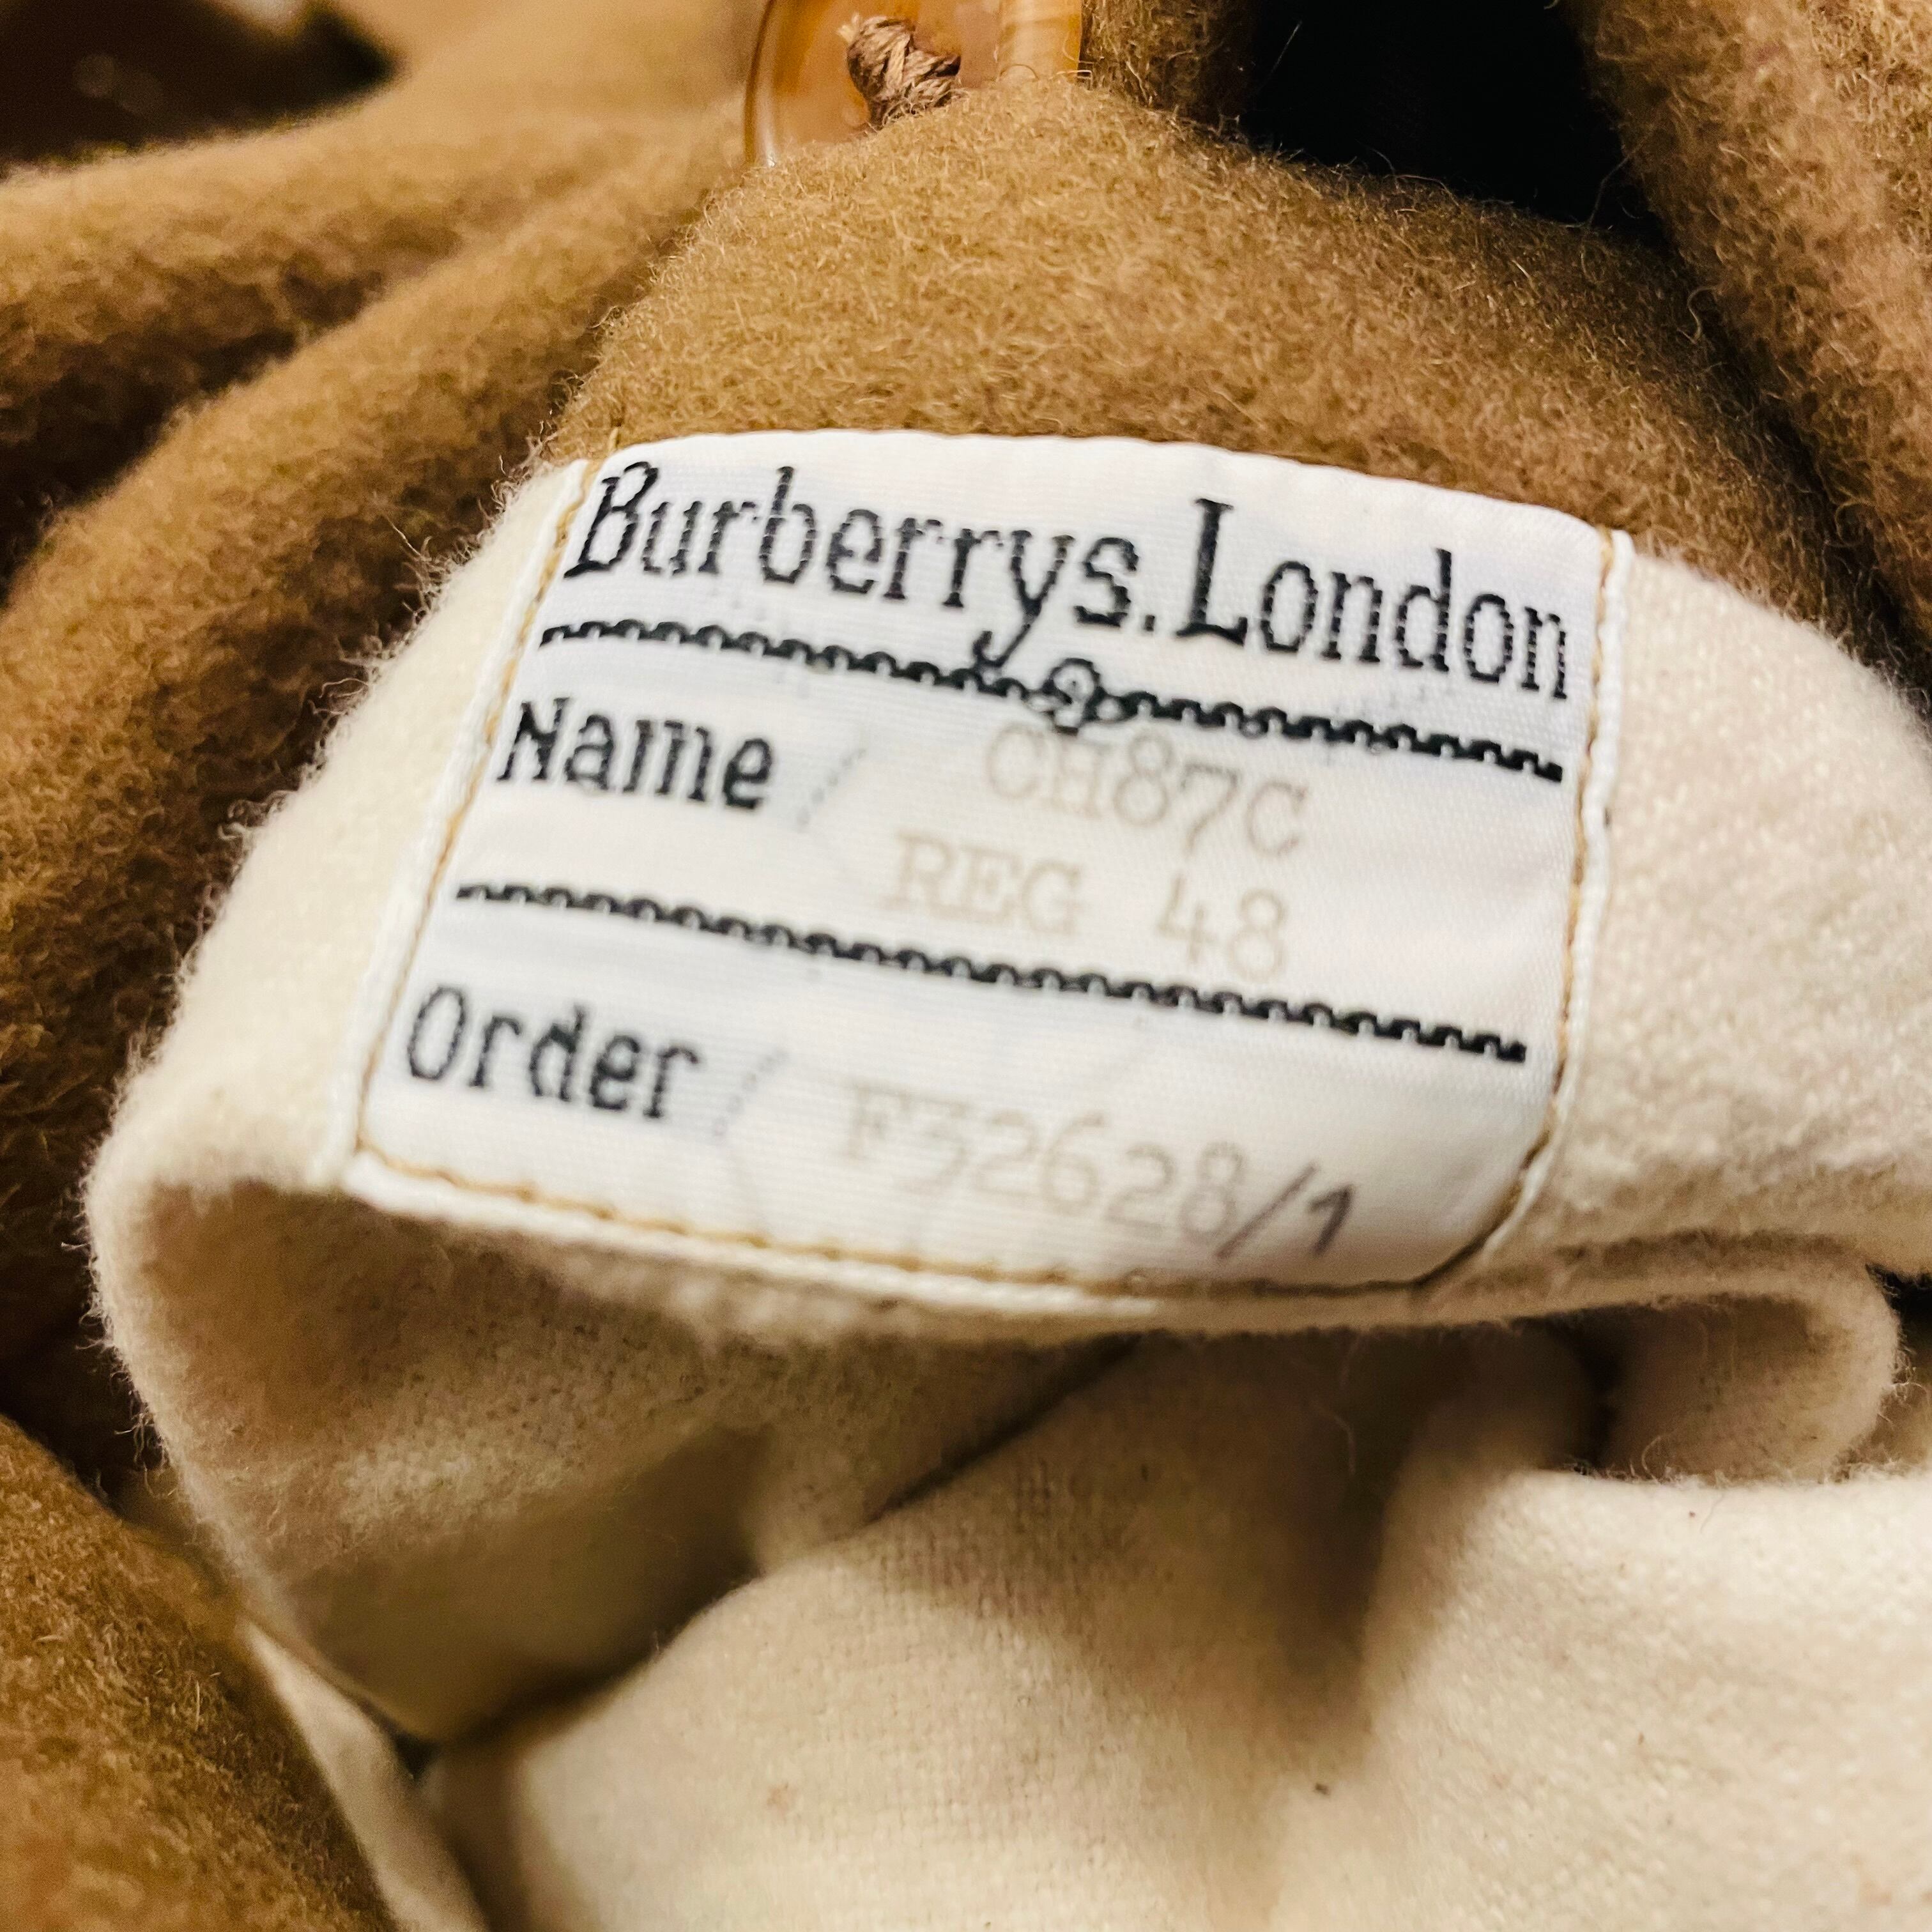 Burberrys. London
Name / CH87C
REG 48
Order / F32628/1